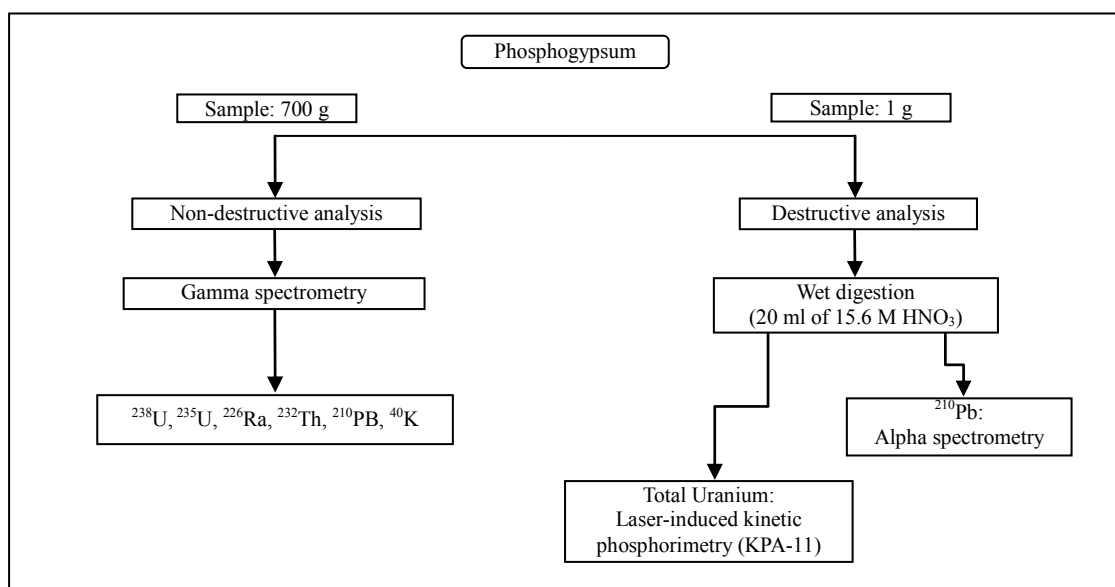 Phosphogypsum
Sample: 700 g
Sample: 1 g
Non-destructive analysis
Destructive analysis
Gamma spectrometry
Wet digestion
(20 ml of 15.6 M HNO₃)
²³⁸U, ²³⁵U, ²²⁶Ra, ²³²Th, ²¹⁰PB, ⁴⁰K
²¹⁰Pb:
Alpha spectrometry
Total Uranium:
Laser-induced kinetic
phosphorimetry (KPA-11)